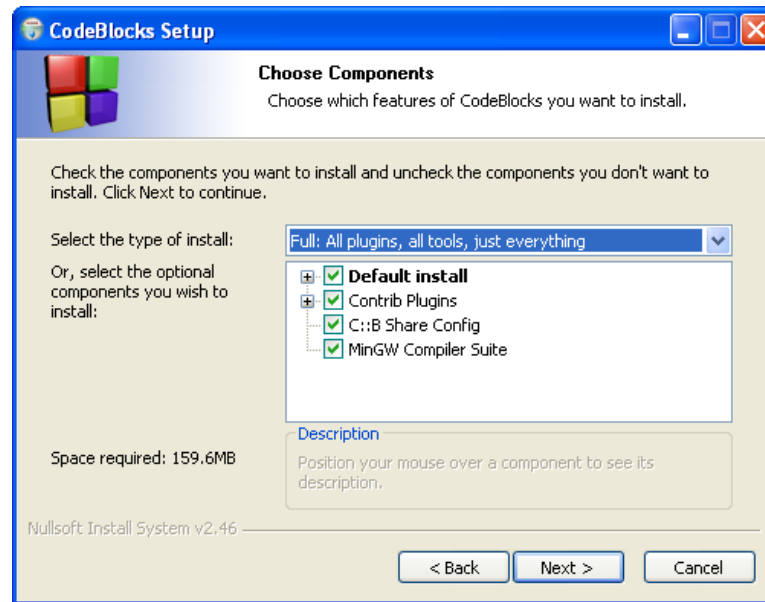 CodeBlocks Setup
Choose Components
Choose which features of CodeBlocks you want to install.
Check the components you want to install and uncheck the components you don't want to
install. Click Next to continue.
Select the type of install:
Full: All plugins, all tools, just everything
Or, select the optional
components you wish to
install:
Default install
Contrib Plugins
C::B Share Config
MinGW Compiler Suite
Space required: 159.6MB
Description
Position your mouse over a component to see its
description.
Nullsoft Install System v2.46
< Back
Next >
Cancel